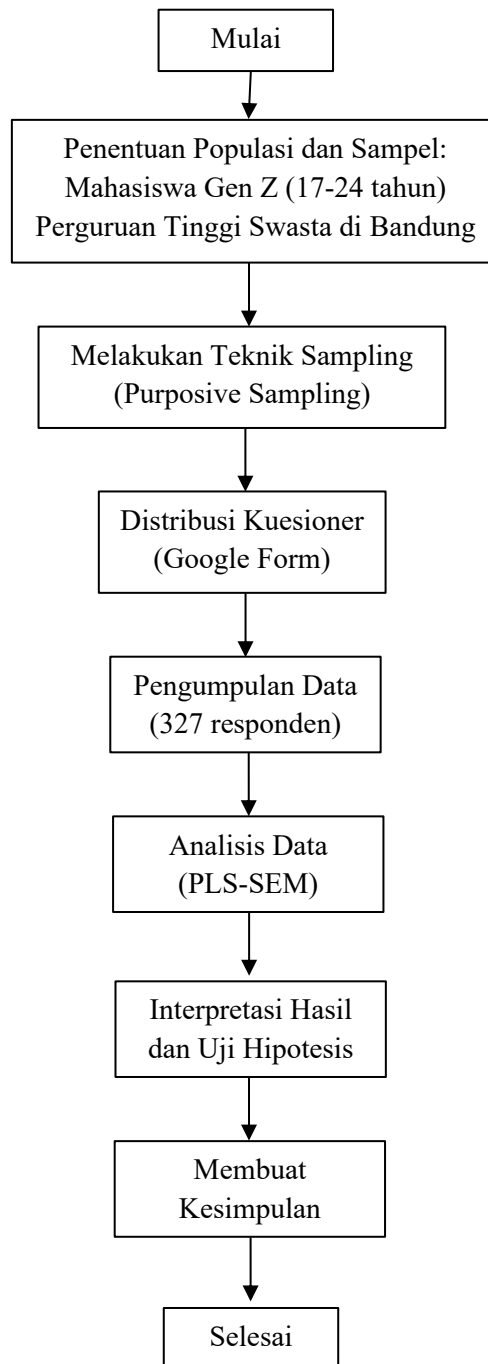 Mulai
Penentuan Populasi dan Sampel:
Mahasiswa Gen Z (17-24 tahun)
Perguruan Tinggi Swasta di Bandung
Melakukan Teknik Sampling
(Purposive Sampling)
Distribusi Kuesioner
(Google Form)
Pengumpulan Data
(327 responden)
Analisis Data
(PLS-SEM)
Interpretasi Hasil
dan Uji Hipotesis
Membuat
Kesimpulan
Selesai